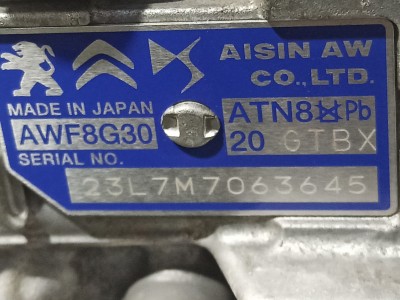 AISIN AW
CO.,LTD.
MADE IN JAPAN
AWF8G30
ATN8 Pb
20 GTBX
SERIAL NO.
23L7M7063645